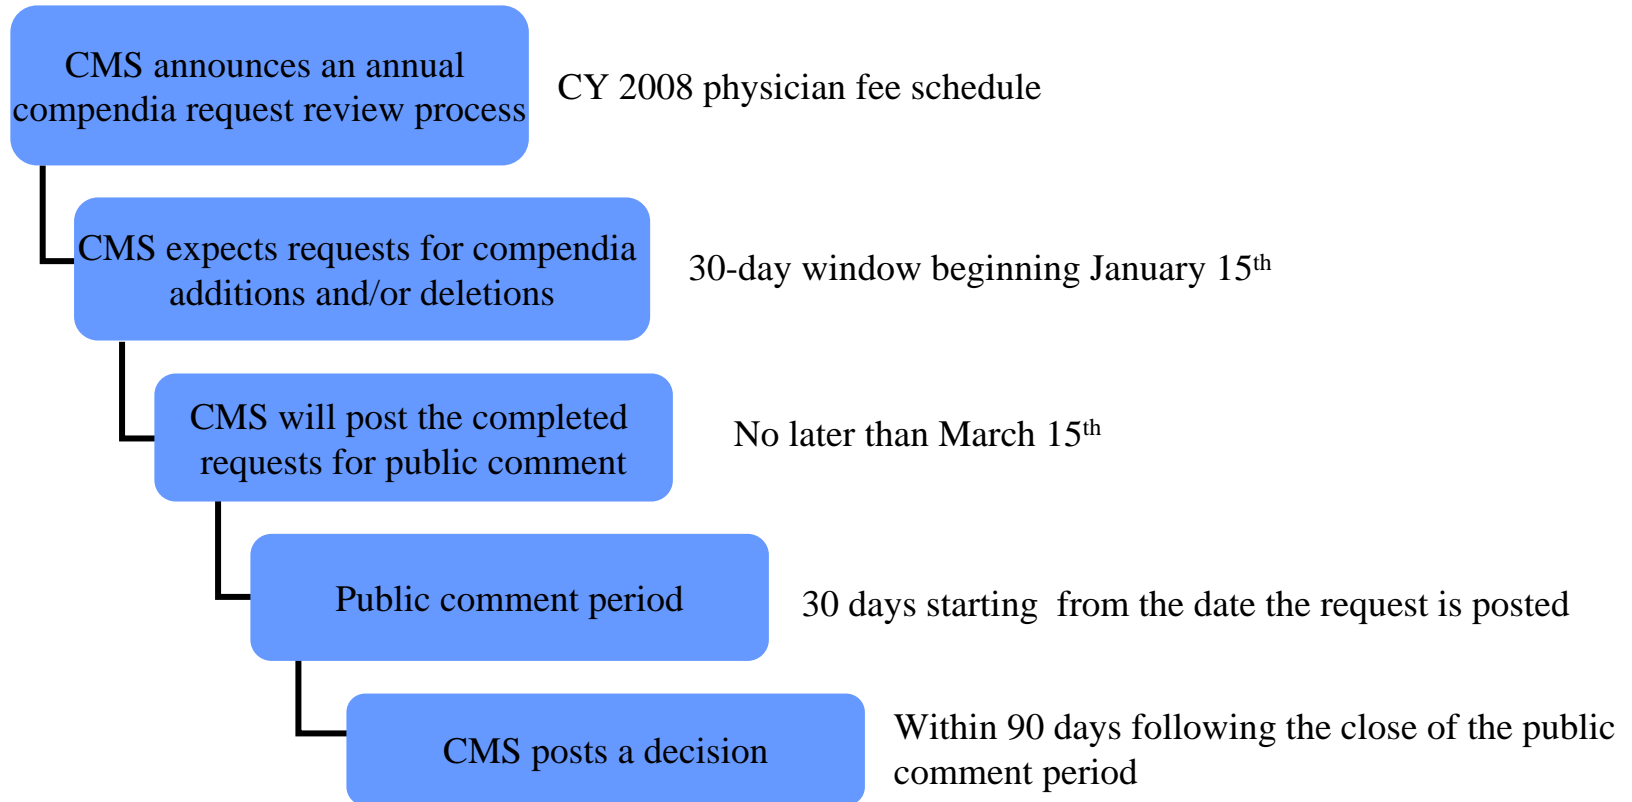 CMS announces an annual
compendia request review process
CY 2008 physician fee schedule
CMS expects requests for compendia
additions and/or deletions
30-day window beginning January 15th
CMS will post the completed
requests for public comment
No later than March 15th
Public comment period
30 days starting  from the date the request is posted
CMS posts a decision
Within 90 days following the close of the public
comment period